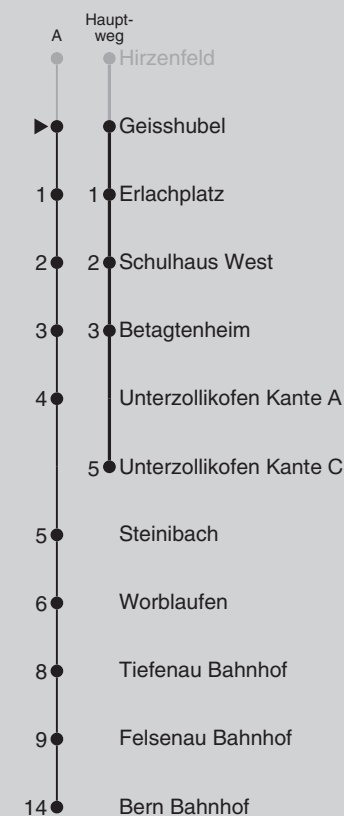 Haupt-
A weg
Hirzenfeld
Geisshubel
1 1 Erlachplatz
2 2 Schulhaus West
3 3 Betagtenheim
4 Unterzollikofen Kante A
5 Unterzollikofen Kante C
5 Steinibach
6 Worblaufen
8 Tiefenau Bahnhof
9 Felsenau Bahnhof
14 Bern Bahnhof